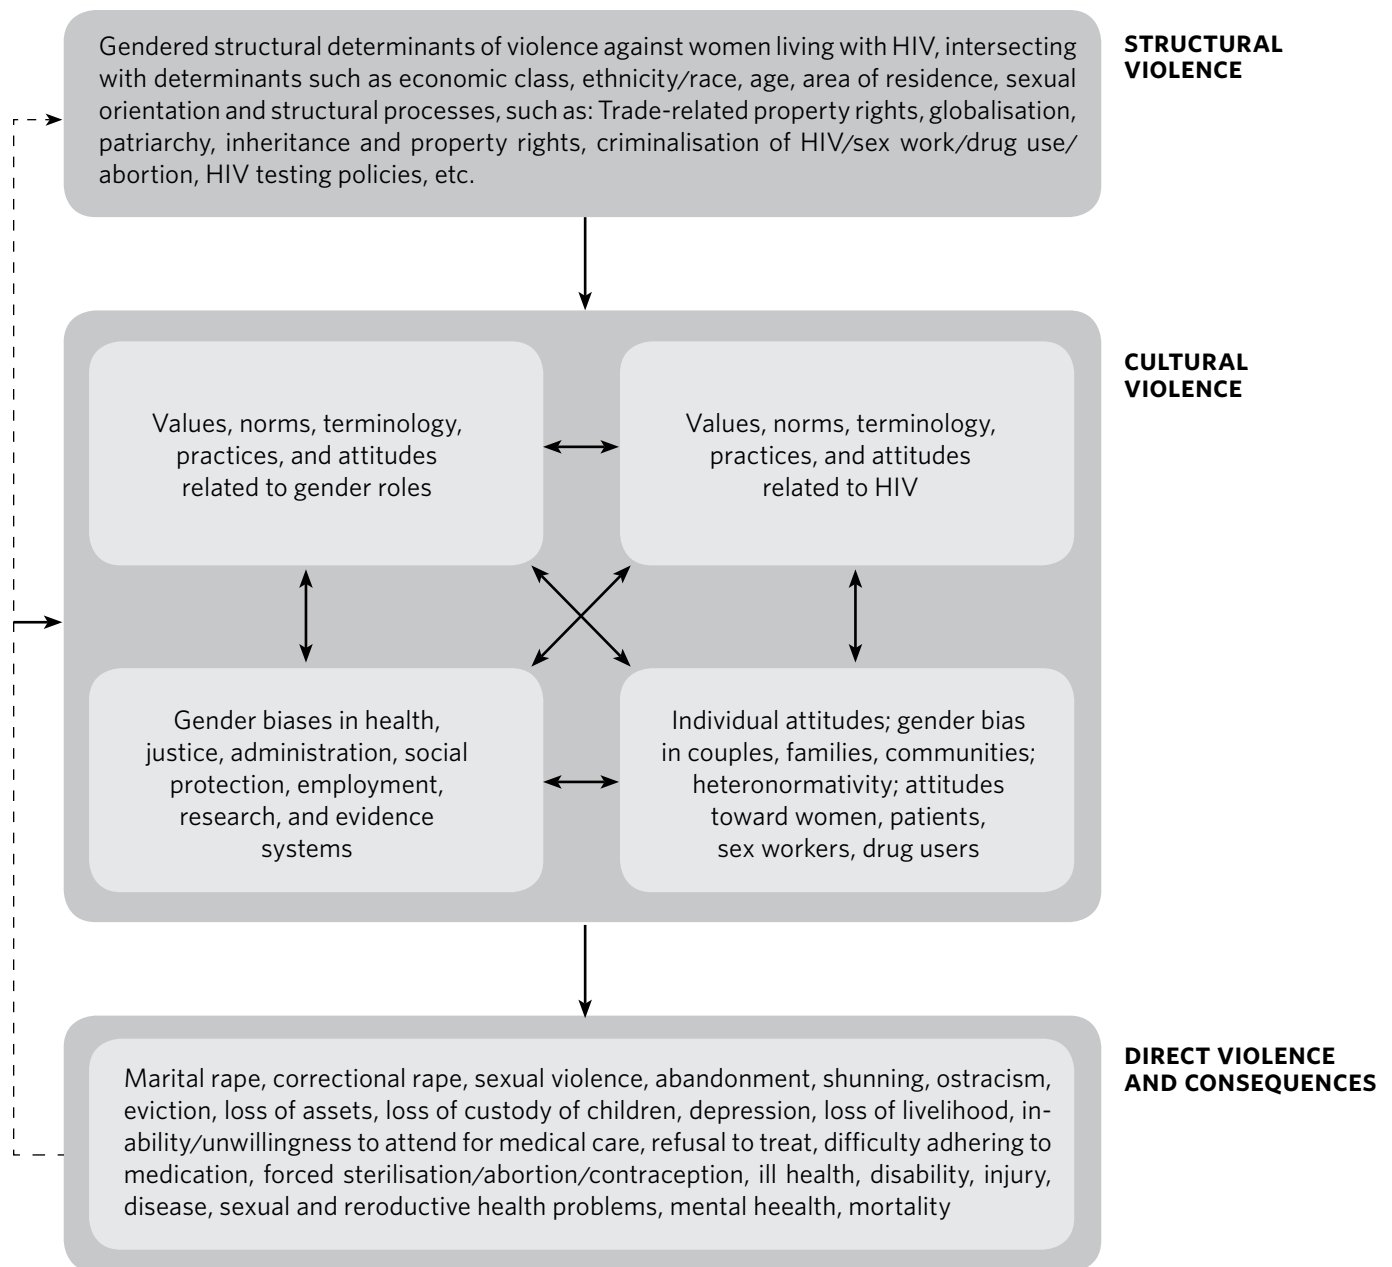 Gendered structural determinants of violence against women living with HIV, intersecting
with determinants such as economic class, ethnicity/race, age, area of residence, sexual
orientation and structural processes, such as: Trade-related property rights, globalisation,
patriarchy, inheritance and property rights, criminalisation of HIV/sex work/drug use/
abortion, HIV testing policies, etc.
STRUCTURAL
VIOLENCE
CULTURAL
VIOLENCE
Values, norms, terminology,
practices, and attitudes
related to gender roles
Values, norms, terminology,
practices, and attitudes
related to HIV
Gender biases in health,
justice, administration, social
protection, employment,
research, and evidence
systems
Individual attitudes; gender bias
in couples, families, communities;
heteronormativity; attitudes
toward women, patients,
sex workers, drug users
DIRECT VIOLENCE
AND CONSEQUENCES
Marital rape, correctional rape, sexual violence, abandonment, shunning, ostracism,
eviction, loss of assets, loss of custody of children, depression, loss of livelihood, in-
ability/unwillingness to attend for medical care, refusal to treat, difficulty adhering to
medication, forced sterilisation/abortion/contraception, ill health, disability, injury,
disease, sexual and reroductive health problems, mental heealth, mortality